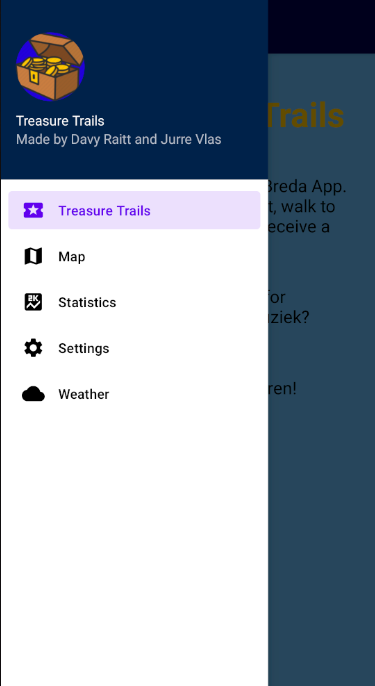 Treasure Trails
Made by Davy Raitt and Jurre Vlas
Treasure Trails
Map
2K
Statistics
Settings
Weather
Trails
Breda App.
t, walk to
eceive a
for
ziek?
ren!